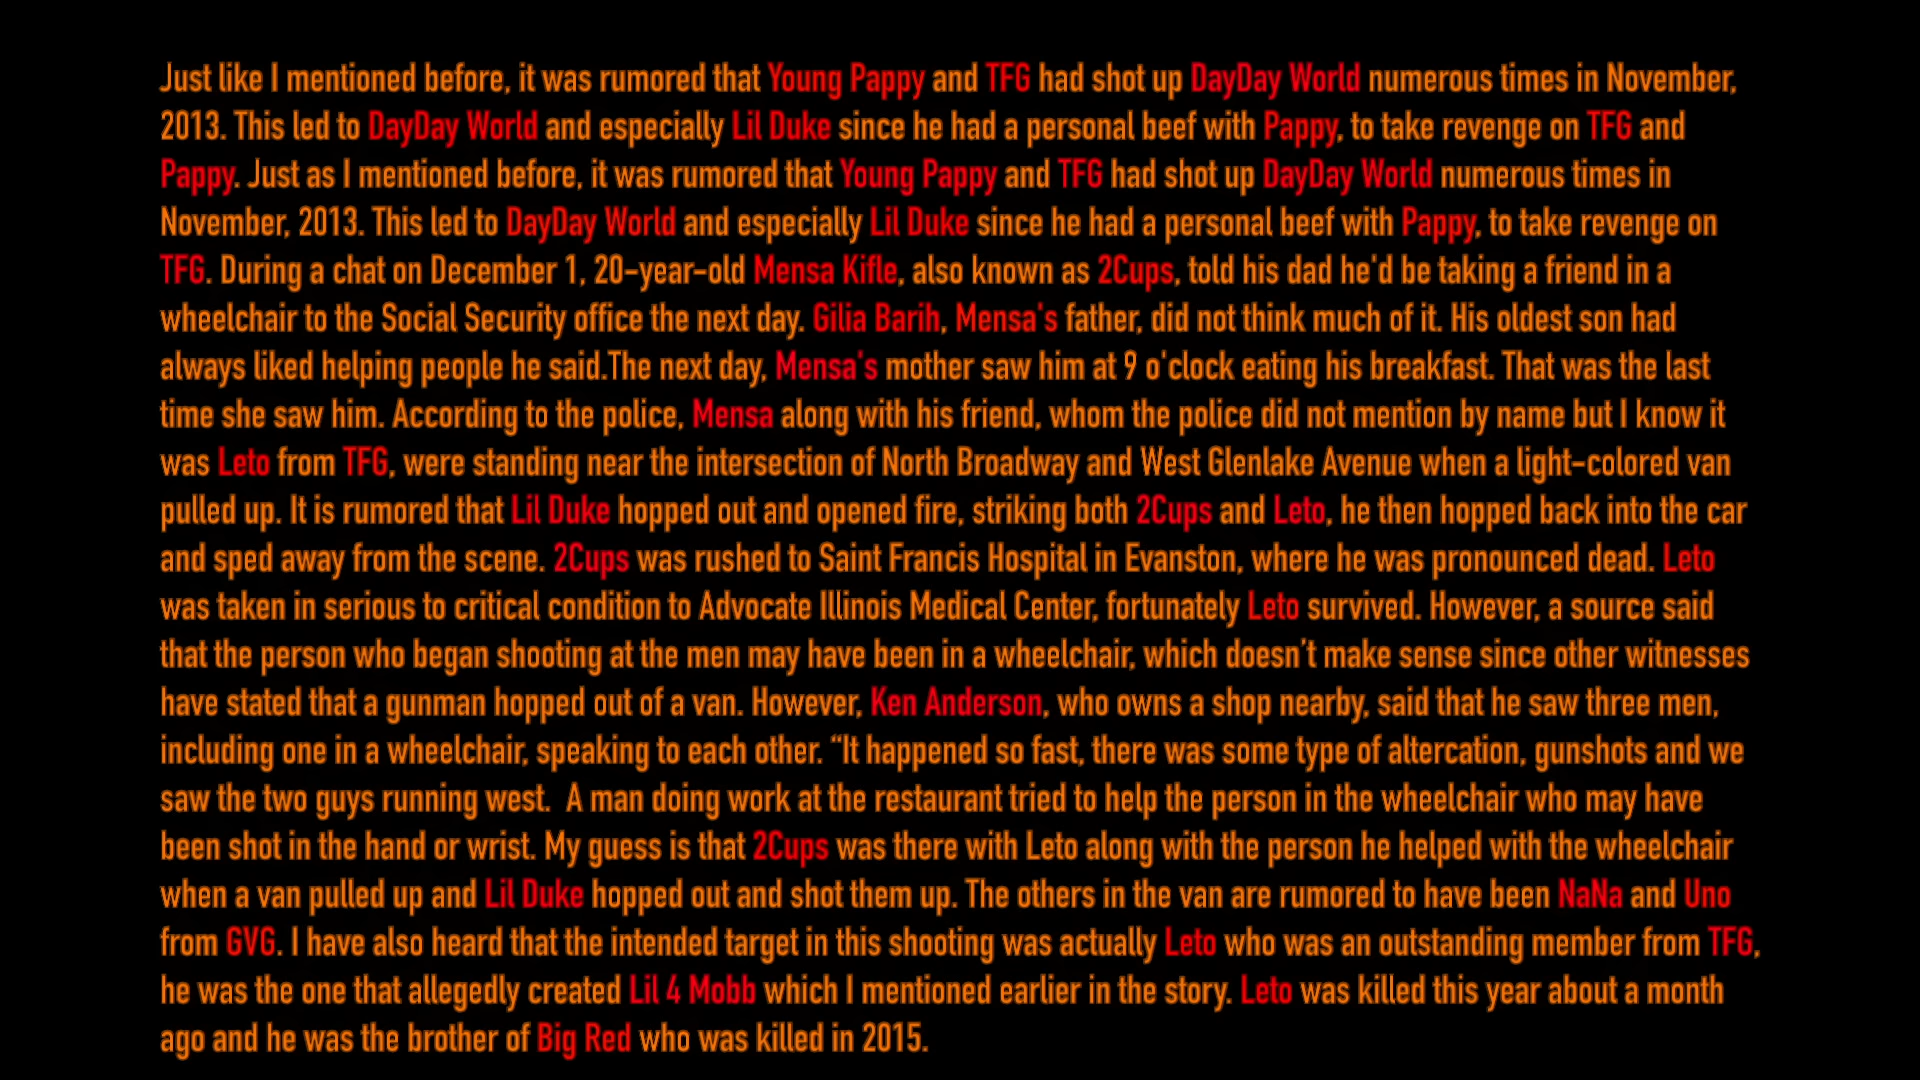 Just like I mentioned before, it was rumored that Young Pappy and TFG had shot up DayDay World numerous times in November,
2013. This led to DayDay World and especially Lil Duke since he had a personal beef with Pappy, to take revenge on TFG and
Pappy. Just as I mentioned before, it was rumored that Young Pappy and TFG had shot up DayDay World numerous times in
November, 2013. This led to DayDay World and especially Lil Duke since he had a personal beef with Pappy, to take revenge on
TFG. During a chat on December 1, 20-year-old Mensa Kifle, also known as 2Cups, told his dad he'd be taking a friend in a
wheelchair to the Social Security office the next day. Gilia Barih, Mensa's father, did not think much of it. His oldest son had
always liked helping people he said.The next day, Mensa's mother saw him at 9 o'clock eating his breakfast. That was the last
time she saw him. According to the police, Mensa along with his friend, whom the police did not mention by name but I know it
was Leto from TFG, were standing near the intersection of North Broadway and West Glenlake Avenue when a light-colored van
pulled up. It is rumored that Lil Duke hopped out and opened fire, striking both 2Cups and Leto, he then hopped back into the car
and sped away from the scene. 2Cups was rushed to Saint Francis Hospital in Evanston, where he was pronounced dead. Leto
was taken in serious to critical condition to Advocate Illinois Medical Center, fortunately Leto survived. However, a source said
that the person who began shooting at the men may have been in a wheelchair, which doesn’t make sense since other witnesses
have stated that a gunman hopped out of a van. However, Ken Anderson, who owns a shop nearby, said that he saw three men,
including one in a wheelchair, speaking to each other. “It happened so fast, there was some type of altercation, gunshots and we
saw the two guys running west.  A man doing work at the restaurant tried to help the person in the wheelchair who may have
been shot in the hand or wrist. My guess is that 2Cups was there with Leto along with the person he helped with the wheelchair
when a van pulled up and Lil Duke hopped out and shot them up. The others in the van are rumored to have been NaNa and Uno
from GVG. I have also heard that the intended target in this shooting was actually Leto who was an outstanding member from TFG,
he was the one that allegedly created Lil 4 Mobb which I mentioned earlier in the story. Leto was killed this year about a month
ago and he was the brother of Big Red who was killed in 2015.